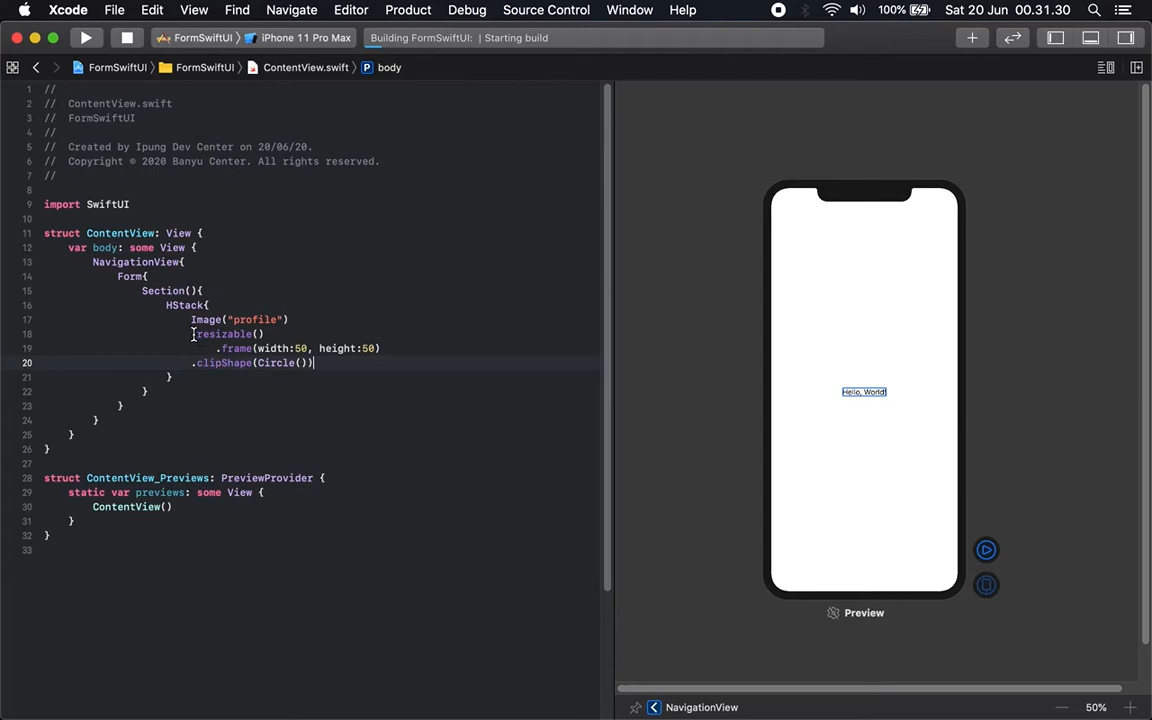 Xcode File Edit View Find Navigate Editor Product Debug Source Control Window Help 100% Sat 20 Jun 00.31.30
FormSwiftUI iPhone 11 Pro Max Building FormSwiftUI: | Starting build
FormSwiftUI FormSwiftUI ContentView.swift P body
1 //
2 // ContentView.swift
3 // FormSwiftUI
4 //
5 // Created by Ipung Dev Center on 20/06/20.
6 // Copyright © 2020 Banyu Center. All rights reserved.
7 //
8
9 import SwiftUI
10
11 struct ContentView: View {
12 var body: some View {
13 NavigationView{
14 Form{
15 Section(){
16 HStack{
17 Image("profile")
18 .resizable()
19 .frame(width:50, height:50)
20 .clipShape(Circle())
21 }
22 }
23 }
24 }
25 }
26 }
27
28 struct ContentView_Previews: PreviewProvider {
29 static var previews: some View {
30 ContentView()
31 }
32 }
33
Hello, World!
Preview
NavigationView 50%